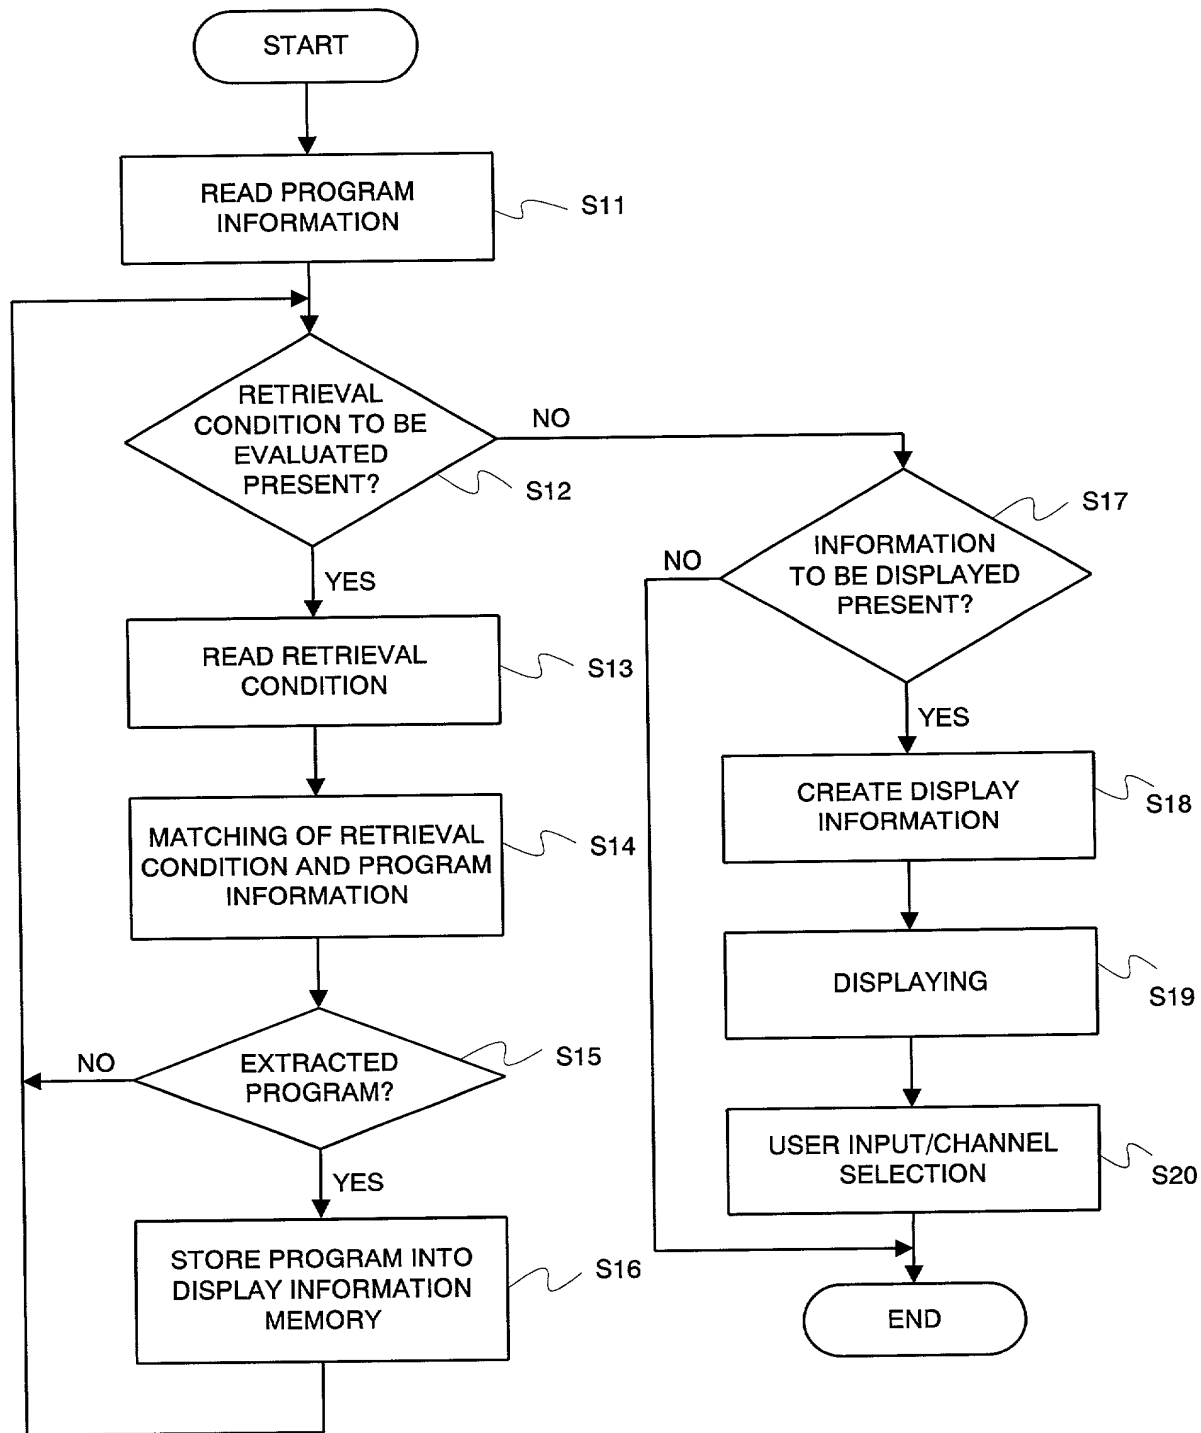 START
READ PROGRAM
INFORMATION
S11
RETRIEVAL
CONDITION TO BE
EVALUATED
PRESENT?
S12
NO
YES
READ RETRIEVAL
CONDITION
S13
MATCHING OF RETRIEVAL
CONDITION AND PROGRAM
INFORMATION
S14
EXTRACTED
PROGRAM?
S15
NO
YES
STORE PROGRAM INTO
DISPLAY INFORMATION
MEMORY
S16
INFORMATION
TO BE DISPLAYED
PRESENT?
S17
NO
YES
CREATE DISPLAY
INFORMATION
S18
DISPLAYING
S19
USER INPUT/CHANNEL
SELECTION
S20
END